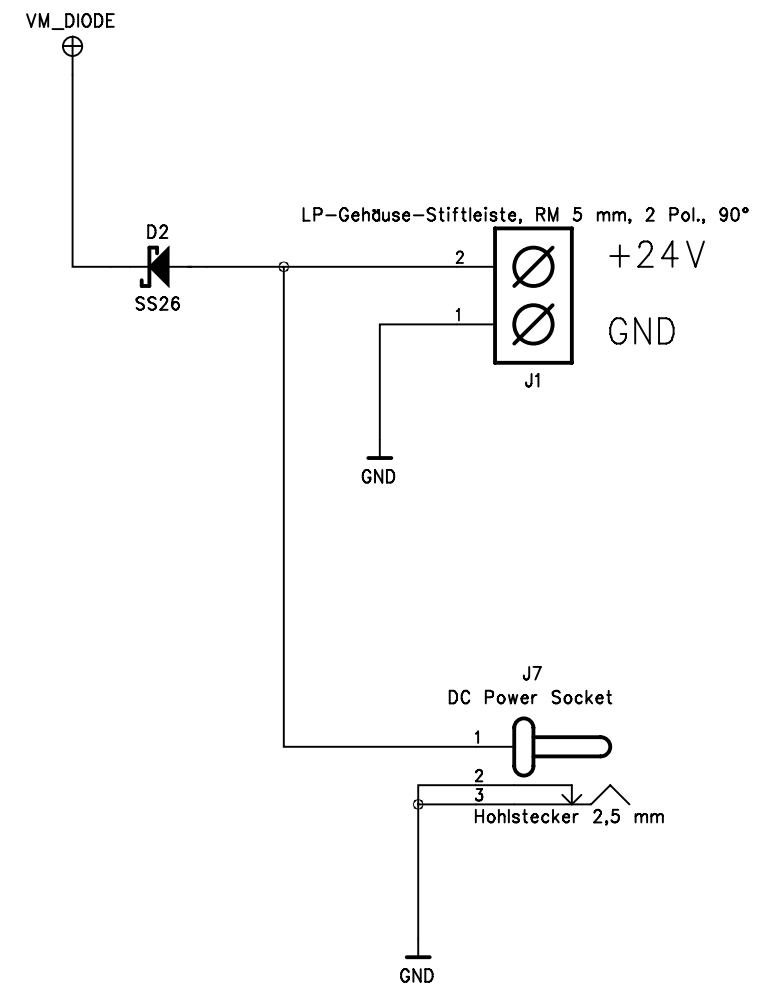 VM_DIODE
LP-Gehäuse-Stiftleiste, RM 5 mm, 2 Pol., 90°
D2
2
+24V
SS26
1
GND
J1
GND
J7
DC Power Socket
1
2
3
Hohlstecker 2,5 mm
GND